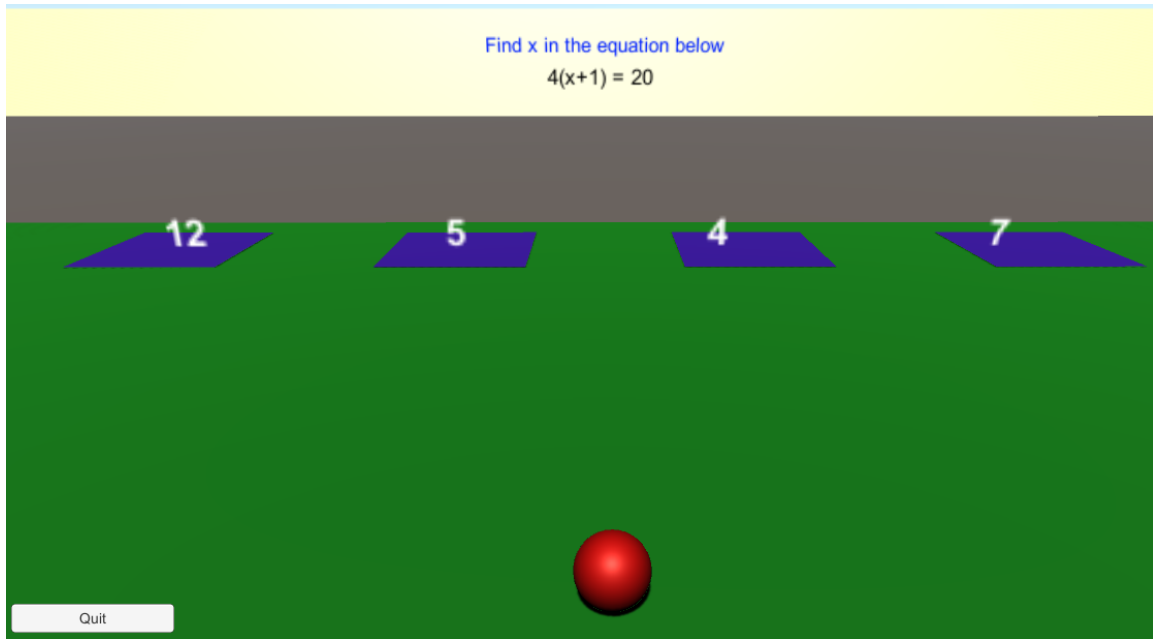 Find x in the equation below
4(x+1) = 20
12 5 4 7
Quit